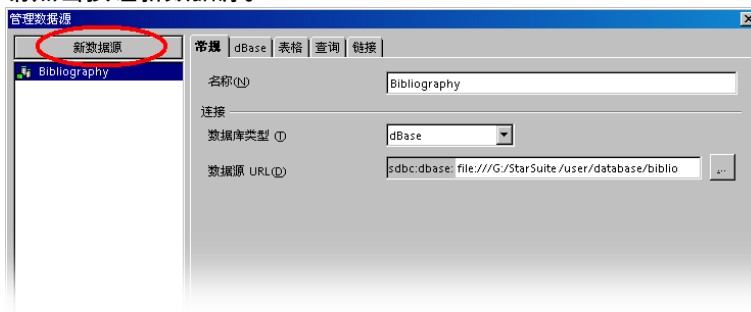 管理数据源
新数据源
Bibliography
常规 dBase 表格 查询 链接
名称(N) Bibliography
连接
数据库类型 (T) dBase
数据源 URL(D) sdbc:dbase: file:///G:/StarSuite/user/database/biblio ...